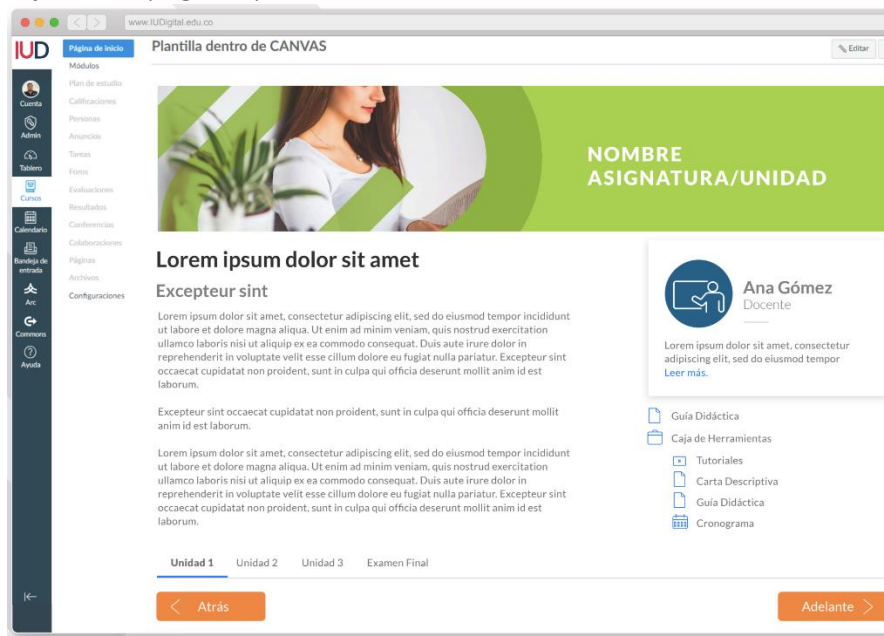 www.IUDigital.edu.co
IUD
Página de inicio
Módulos
Plan de estudio
Calificaciones
Personas
Anuncios
Tareas
Foros
Evaluaciones
Resultados
Conferencias
Colaboraciones
Páginas
Archivos
Configuraciones
Cuenta
Admin
Tablero
Cursos
Calendario
Bandeja de
entrada
Arc
Commons
Ayuda
Plantilla dentro de CANVAS
Editar
NOMBRE
ASIGNATURA/UNIDAD
Lorem ipsum dolor sit amet
Excepteur sint
Lorem ipsum dolor sit amet, consectetur adipiscing elit, sed do eiusmod tempor incididunt
ut labore et dolore magna aliqua. Ut enim ad minim veniam, quis nostrud exercitation
ullamco laboris nisi ut aliquip ex ea commodo consequat. Duis aute irure dolor in
reprehenderit in voluptate velit esse cillum dolore eu fugiat nulla pariatur. Excepteur sint
occaecat cupidatat non proident, sunt in culpa qui officia deserunt mollit anim id est
laborum.
Excepteur sint occaecat cupidatat non proident, sunt in culpa qui officia deserunt mollit
anim id est laborum.
Lorem ipsum dolor sit amet, consectetur adipiscing elit, sed do eiusmod tempor incididunt
ut labore et dolore magna aliqua. Ut enim ad minim veniam, quis nostrud exercitation
ullamco laboris nisi ut aliquip ex ea commodo consequat. Duis aute irure dolor in
reprehenderit in voluptate velit esse cillum dolore eu fugiat nulla pariatur. Excepteur sint
occaecat cupidatat non proident, sunt in culpa qui officia deserunt mollit anim id est
laborum.
Ana Gómez
Docente
Lorem ipsum dolor sit amet, consectetur
adipiscing elit, sed do eiusmod tempor
Leer más.
Guía Didáctica
Caja de Herramientas
Tutoriales
Carta Descriptiva
Guía Didáctica
Cronograma
Unidad 1 Unidad 2 Unidad 3 Examen Final
Atrás
Adelante